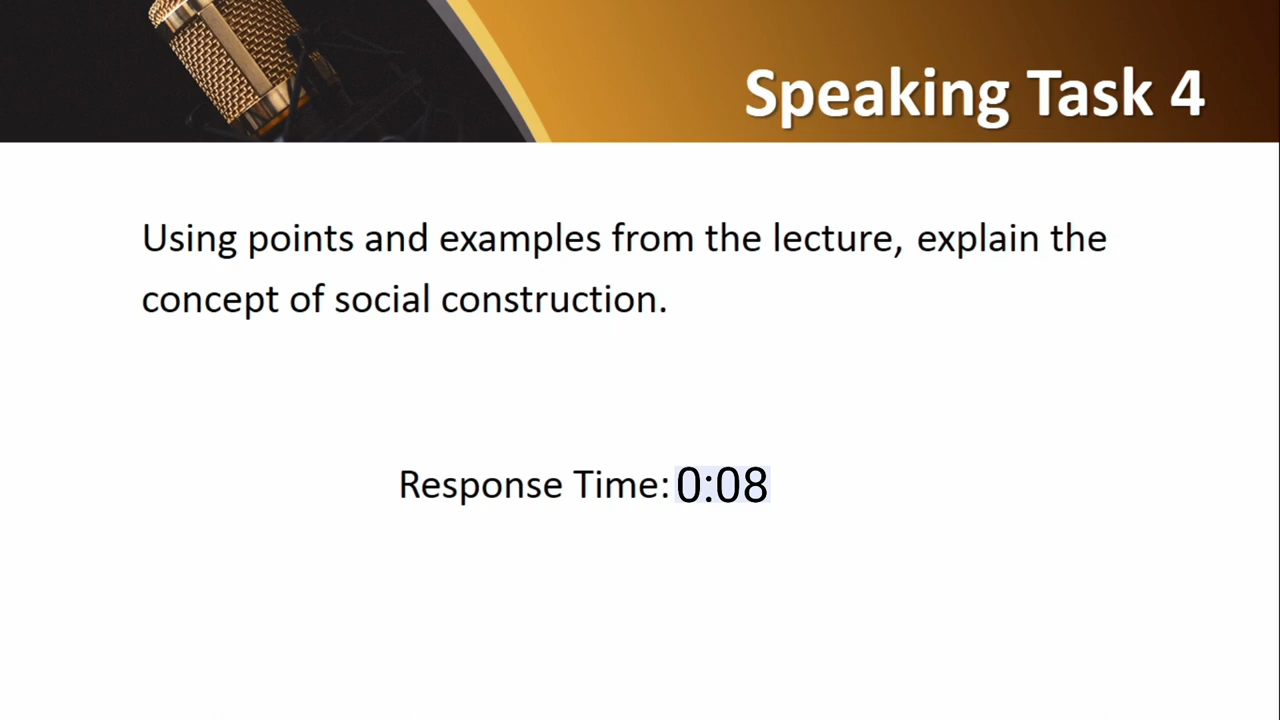 Speaking Task 4
Using points and examples from the lecture, explain the
concept of social construction.
Response Time: 0:08